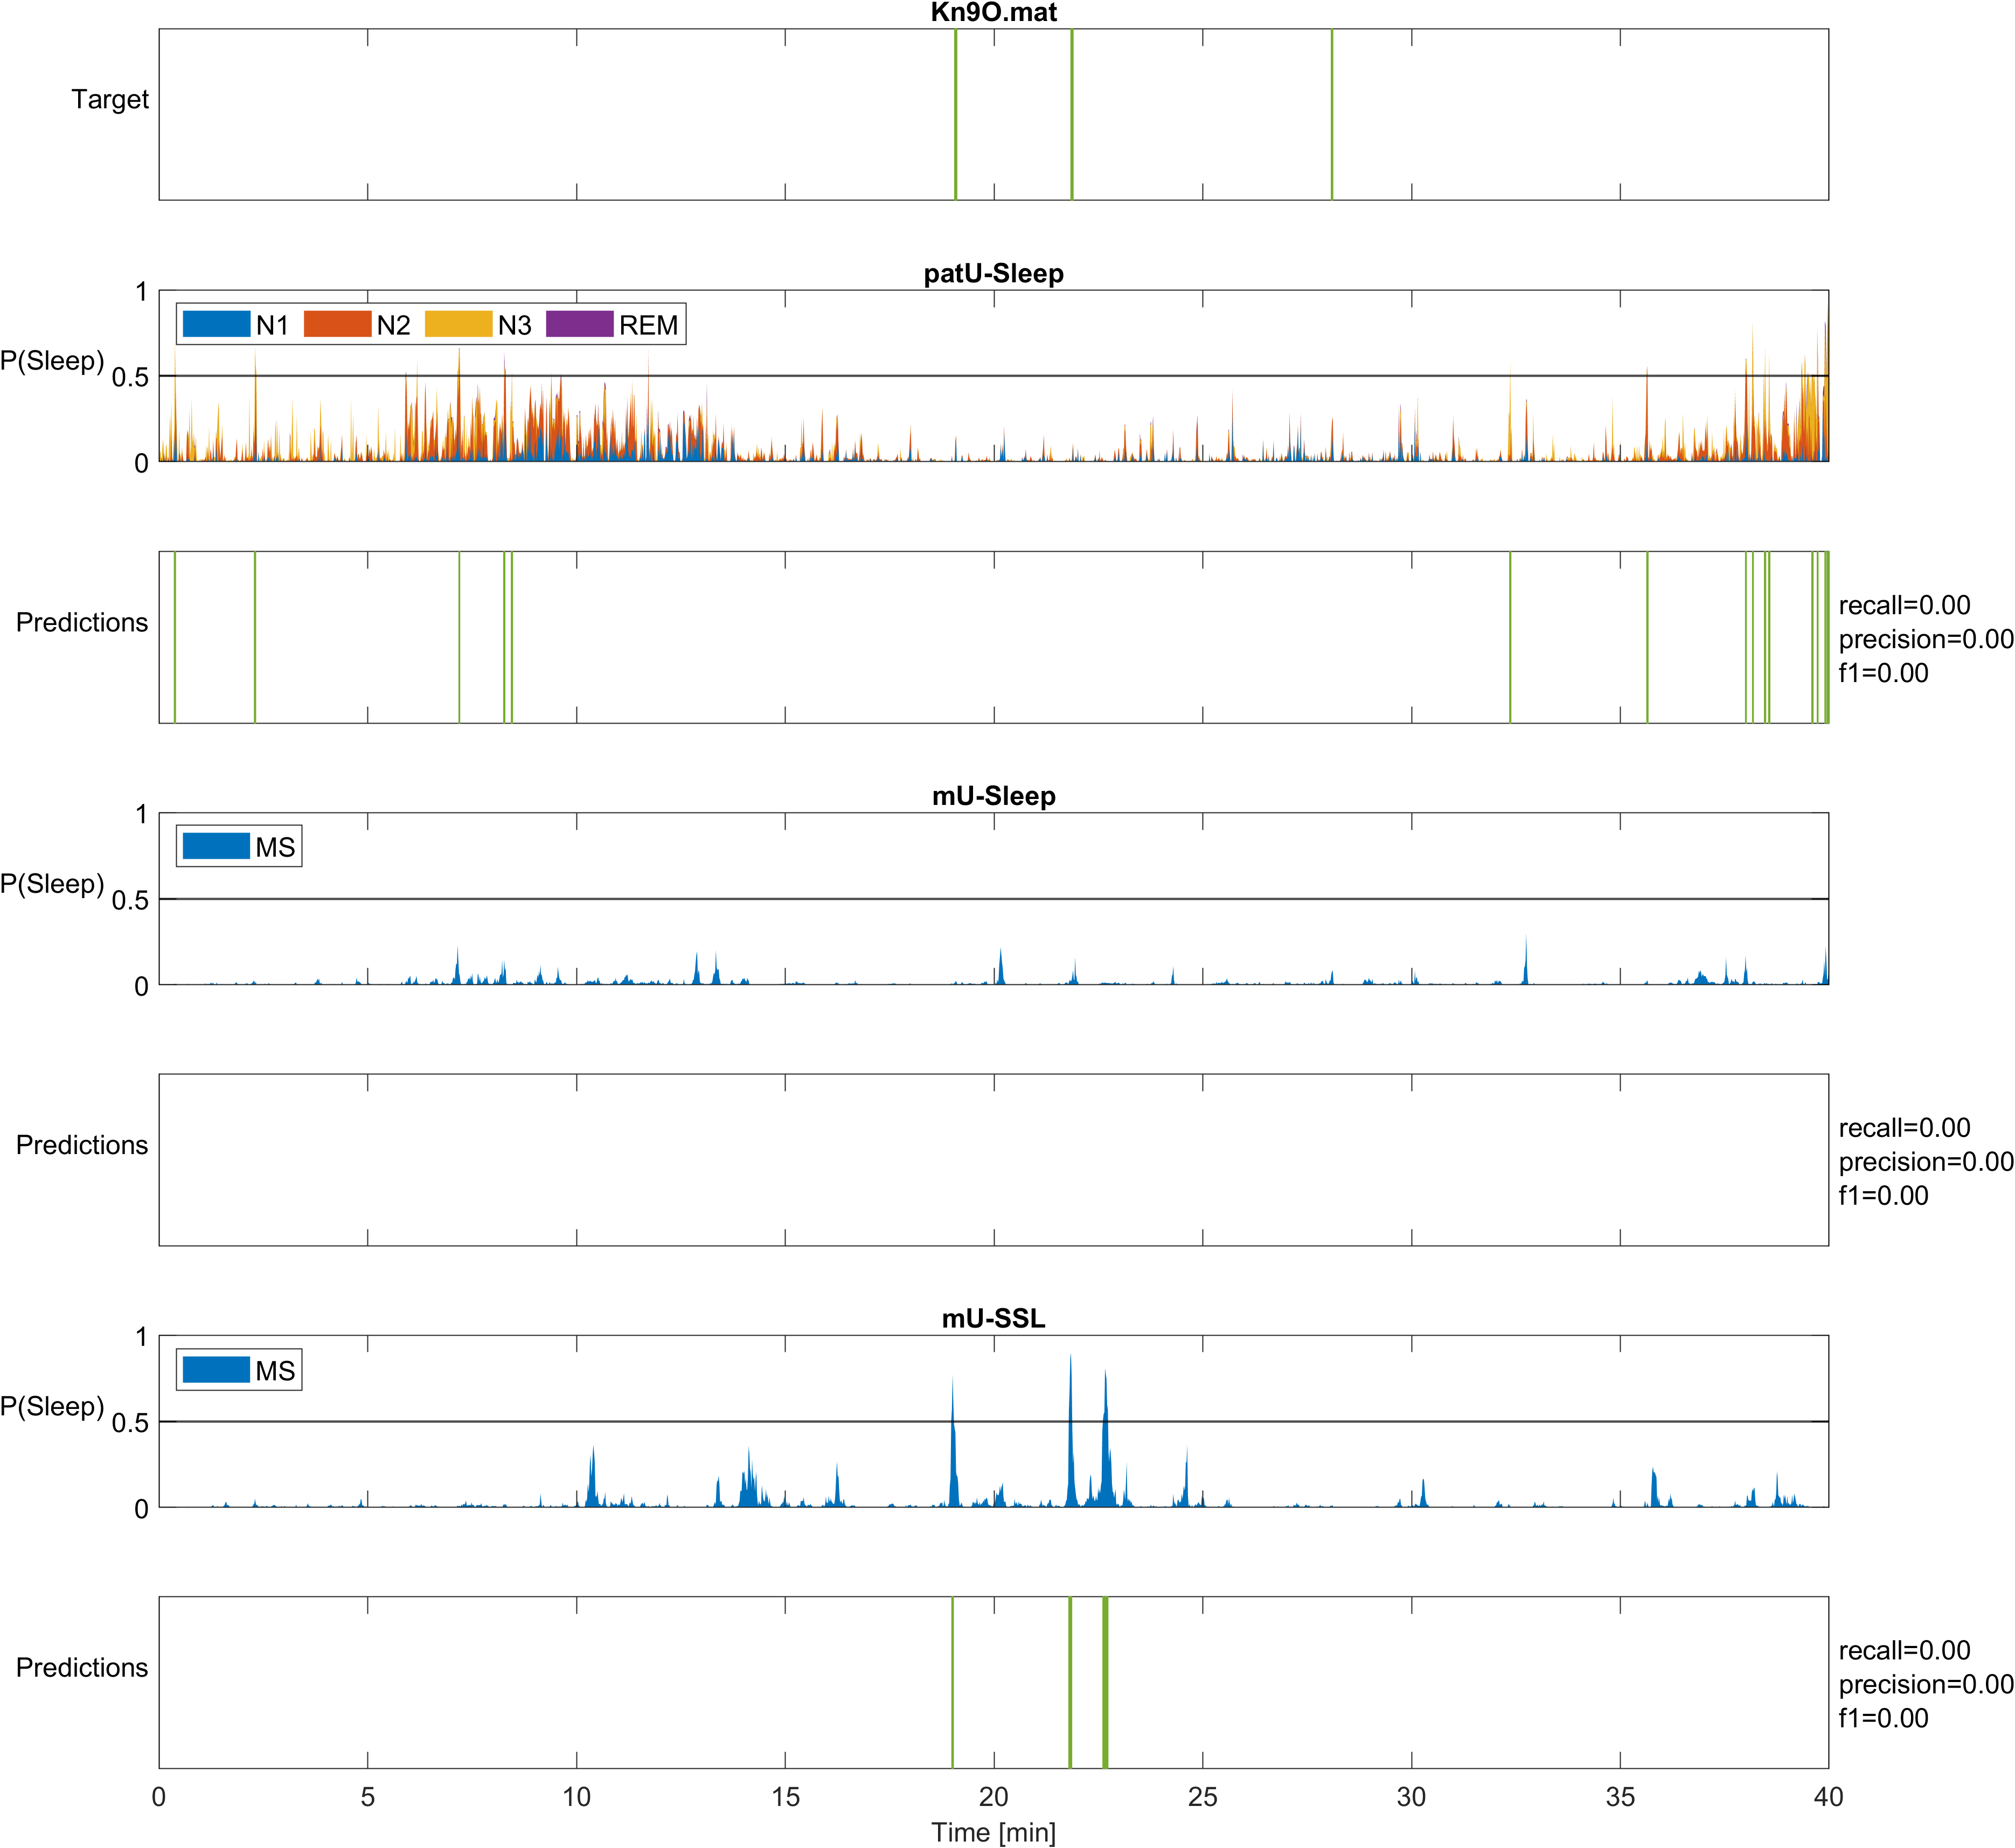 Kn9O.mat
Target
patU-Sleep
1
N1 N2 N3 REM
P(Sleep)
0.5
0
Predictions
recall=0.00
precision=0.00
f1=0.00
mU-Sleep
1
MS
P(Sleep)
0.5
0
Predictions
recall=0.00
precision=0.00
f1=0.00
mU-SSL
1
MS
P(Sleep)
0.5
0
Predictions
recall=0.00
precision=0.00
f1=0.00
0 5 10 15 20 25 30 35 40
Time [min]